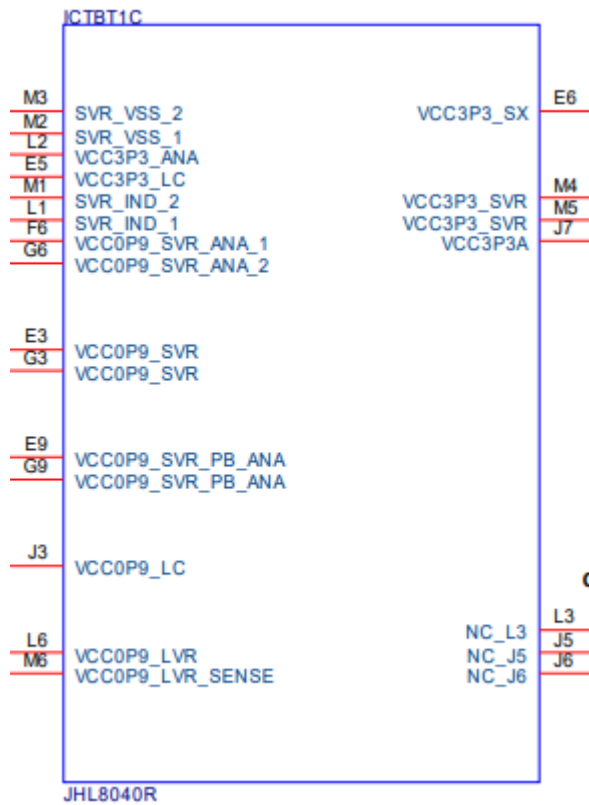 ICTBT1C
M3 SVR_VSS_2 VCC3P3_SX E6
M2 SVR_VSS_1
L2 VCC3P3_ANA
E5 VCC3P3_LC
M1 SVR_IND_2 VCC3P3_SVR M4
L1 SVR_IND_1 VCC3P3_SVR M5
F6 VCC0P9_SVR_ANA_1 VCC3P3A J7
G6 VCC0P9_SVR_ANA_2
E3 VCC0P9_SVR
G3 VCC0P9_SVR
E9 VCC0P9_SVR_PB_ANA
G9 VCC0P9_SVR_PB_ANA
J3 VCC0P9_LC
NC_L3 L3
L6 VCC0P9_LVR NC_J5 J5
M6 VCC0P9_LVR_SENSE NC_J6 J6
JHL8040R